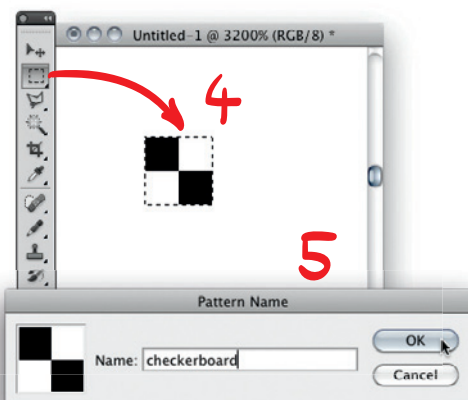 Untitled-1 @ 3200% (RGB/8) *
4
5
Pattern Name
Name: checkerboard
OK
Cancel